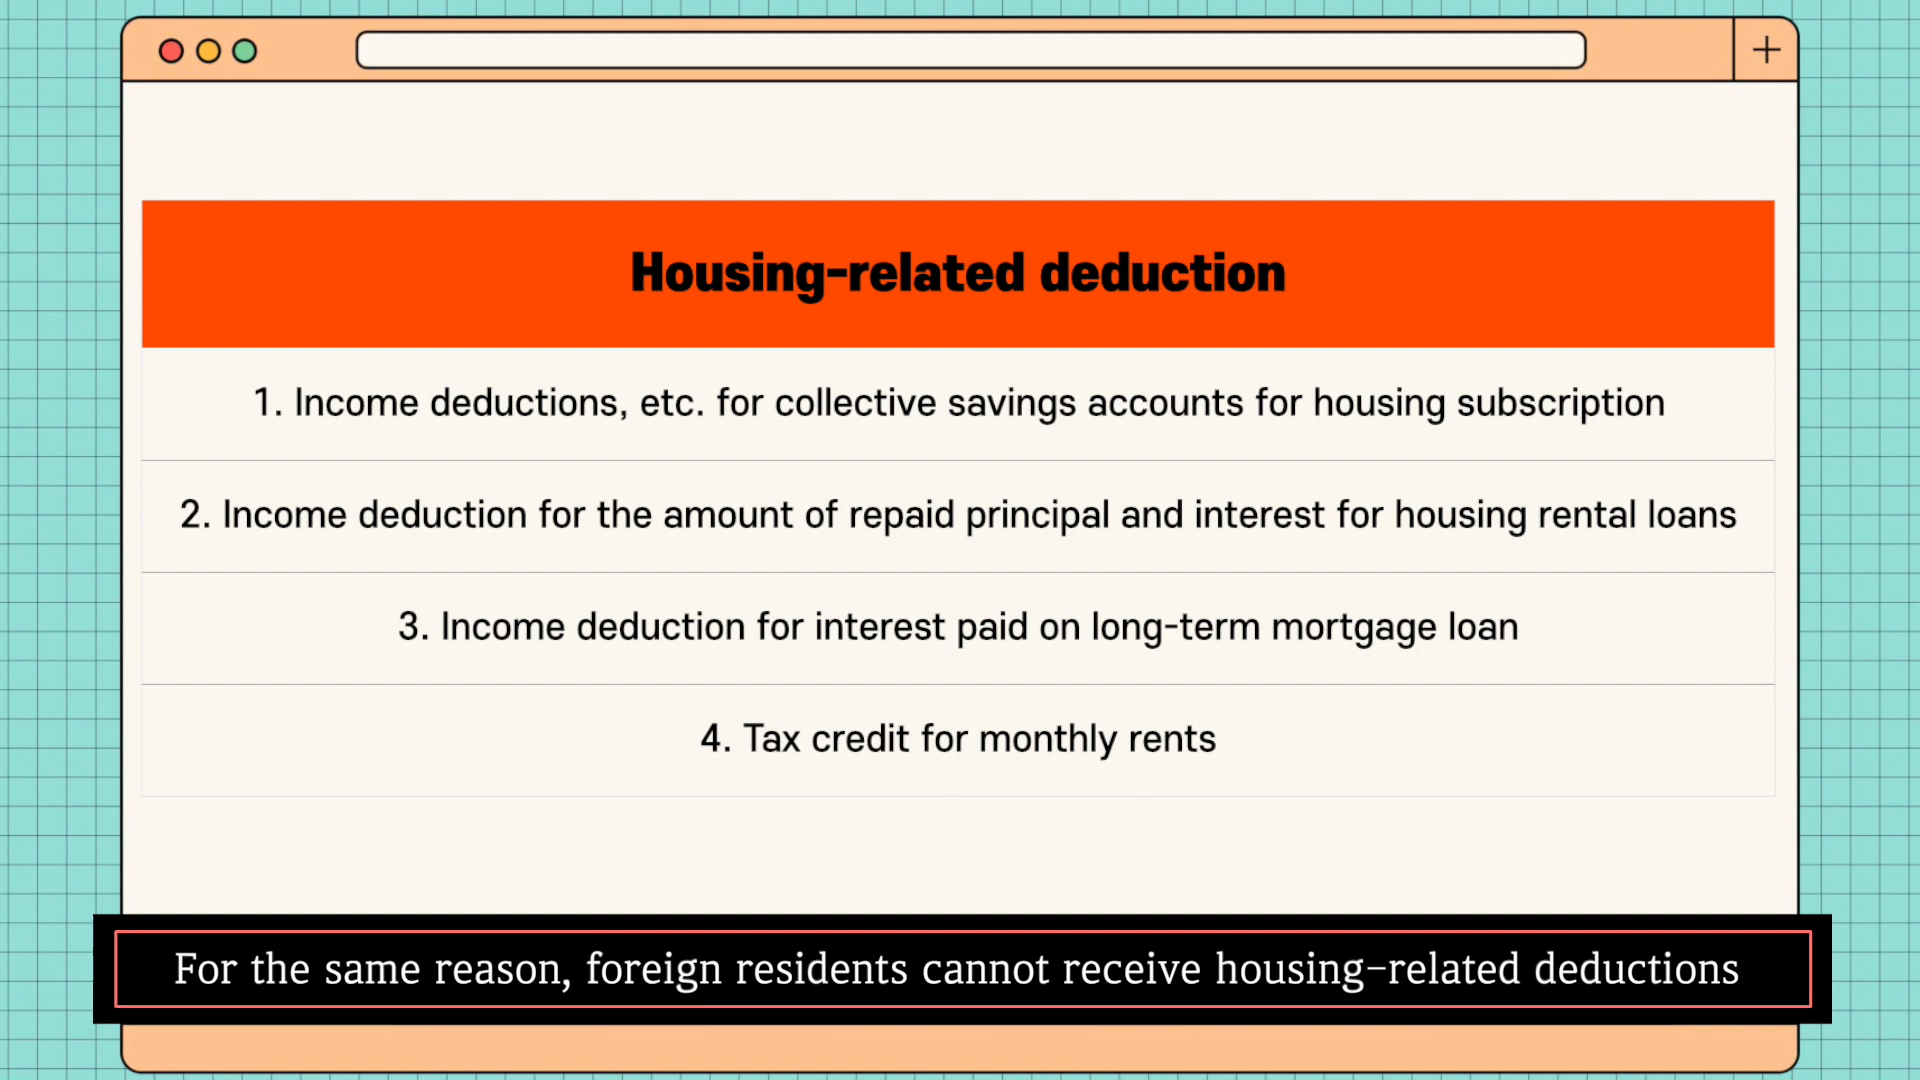 Housing-related deduction
1. Income deductions, etc. for collective savings accounts for housing subscription
2. Income deduction for the amount of repaid principal and interest for housing rental loans
3. Income deduction for interest paid on long-term mortgage loan
4. Tax credit for monthly rents
For the same reason, foreign residents cannot receive housing-related deductions